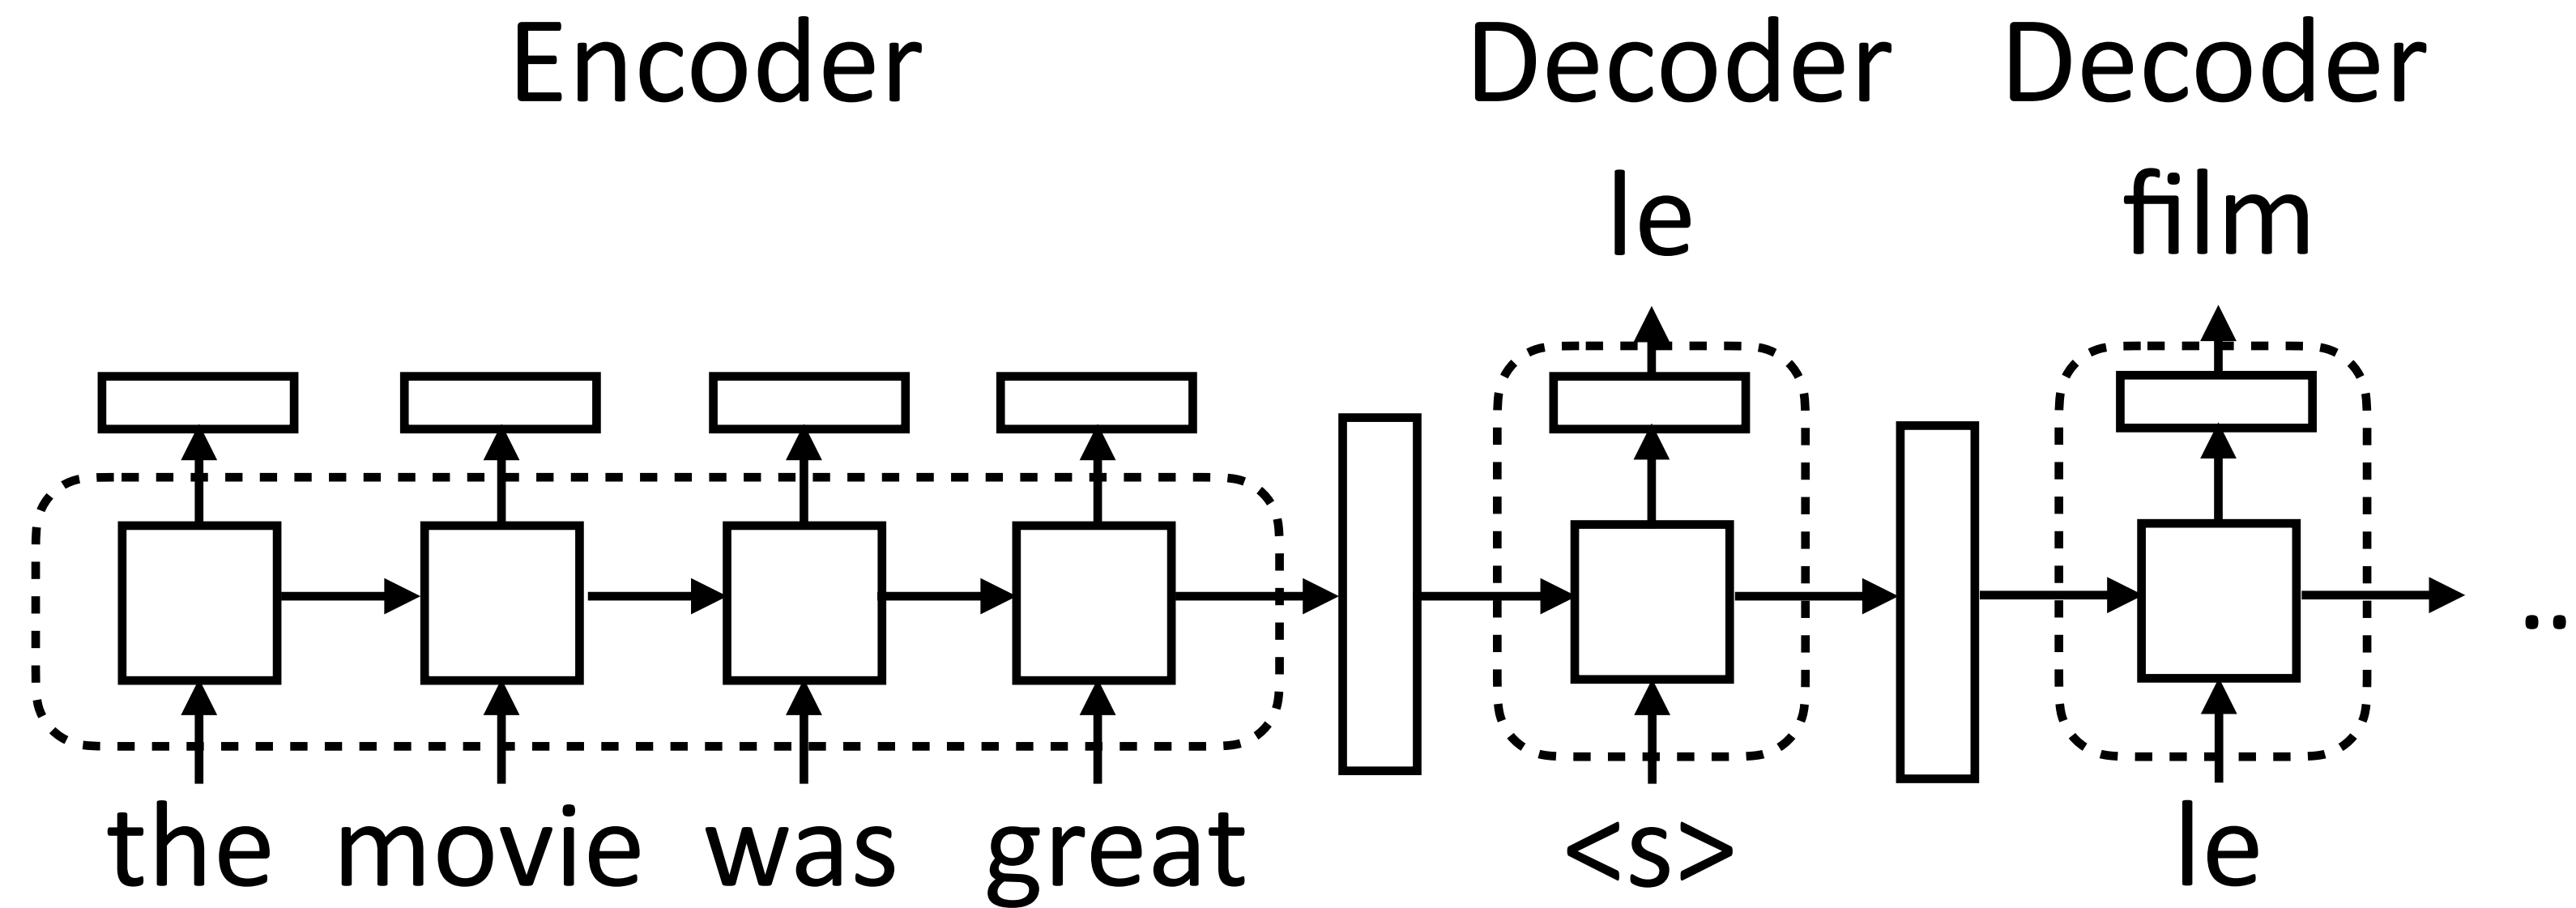 Encoder Decoder Decoder
le film
the movie was great <s> le
..